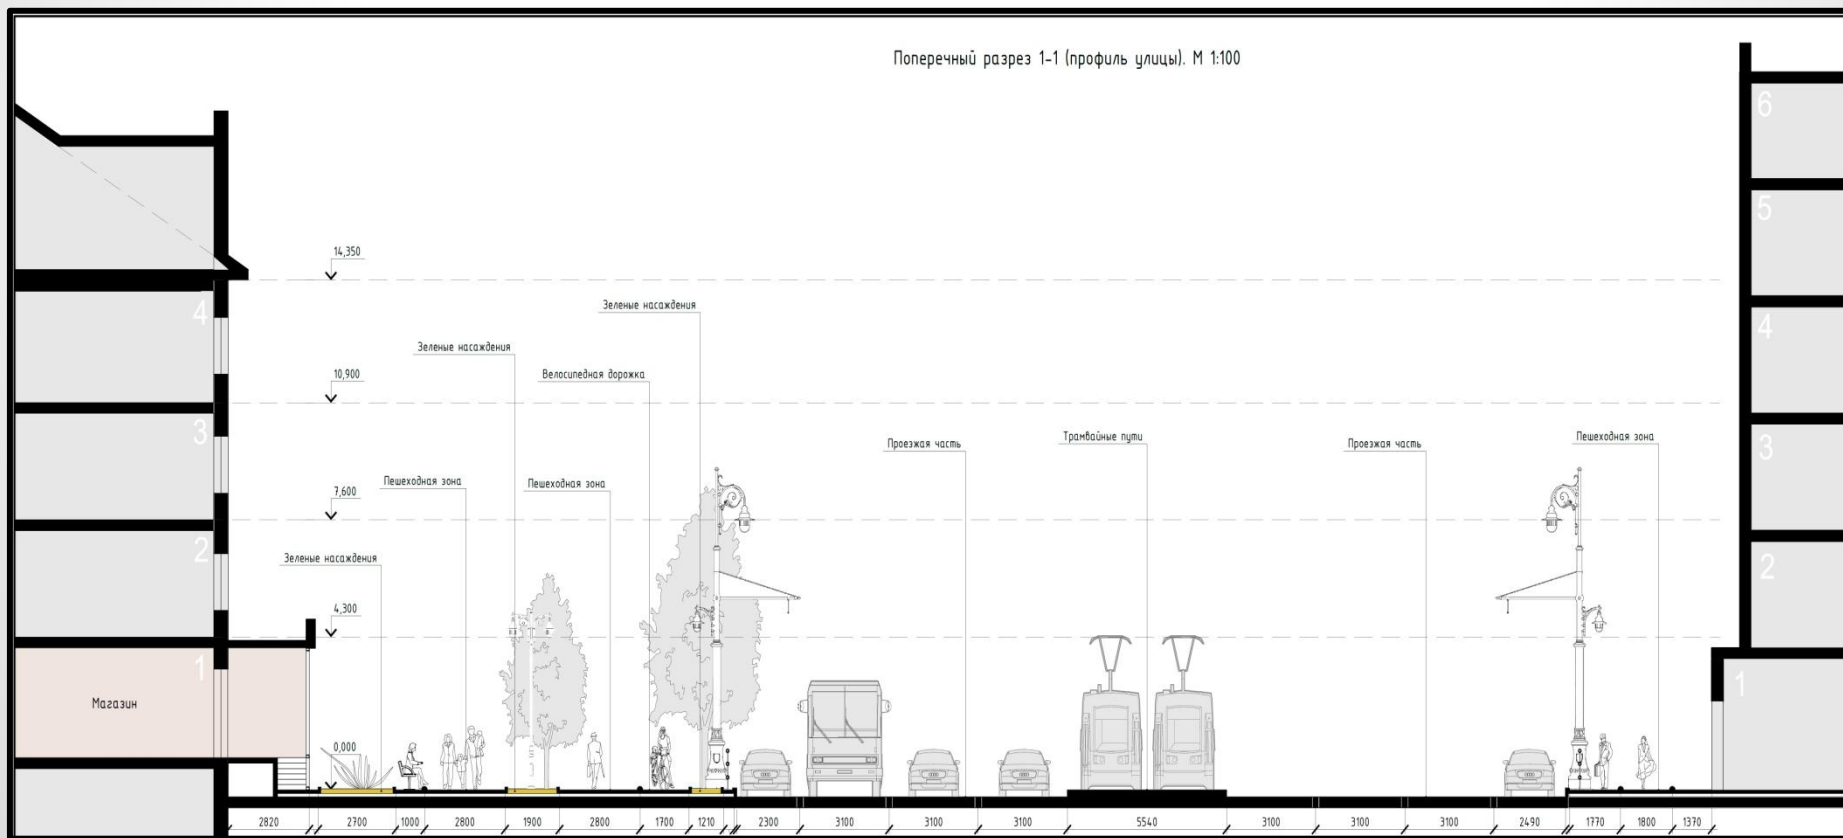 Поперечный разрез 1-1 (профиль улицы). М 1:100
6
5
14,350
4
Зеленые насаждения
4
Зеленые насаждения
10,900
Велосипедная дорожка
3
Проезжая часть
Трамвайные пути
Проезжая часть
Пешеходная зона
3
Пешеходная зона
Пешеходная зона
7,600
2
Зеленые насаждения
2
4,300
1
1
Магазин
0,000
2820
2700
1000
2800
1900
2800
1700
1210
2300
3100
3100
3100
5540
3100
3100
3100
2490
1770
1800
1370